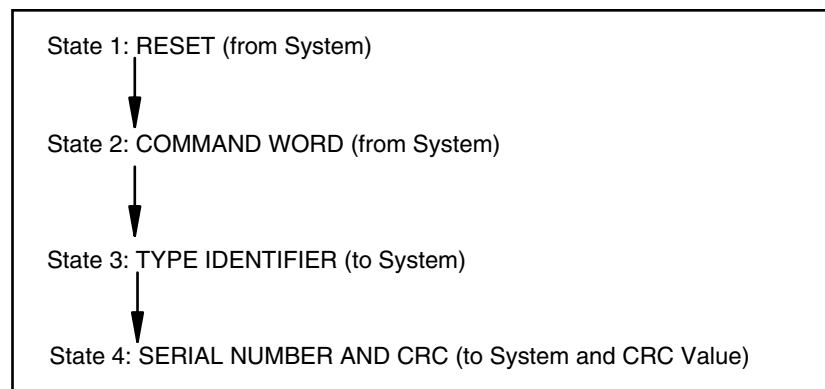 State 1: RESET (from System)
State 2: COMMAND WORD (from System)
State 3: TYPE IDENTIFIER (to System)
State 4: SERIAL NUMBER AND CRC (to System and CRC Value)